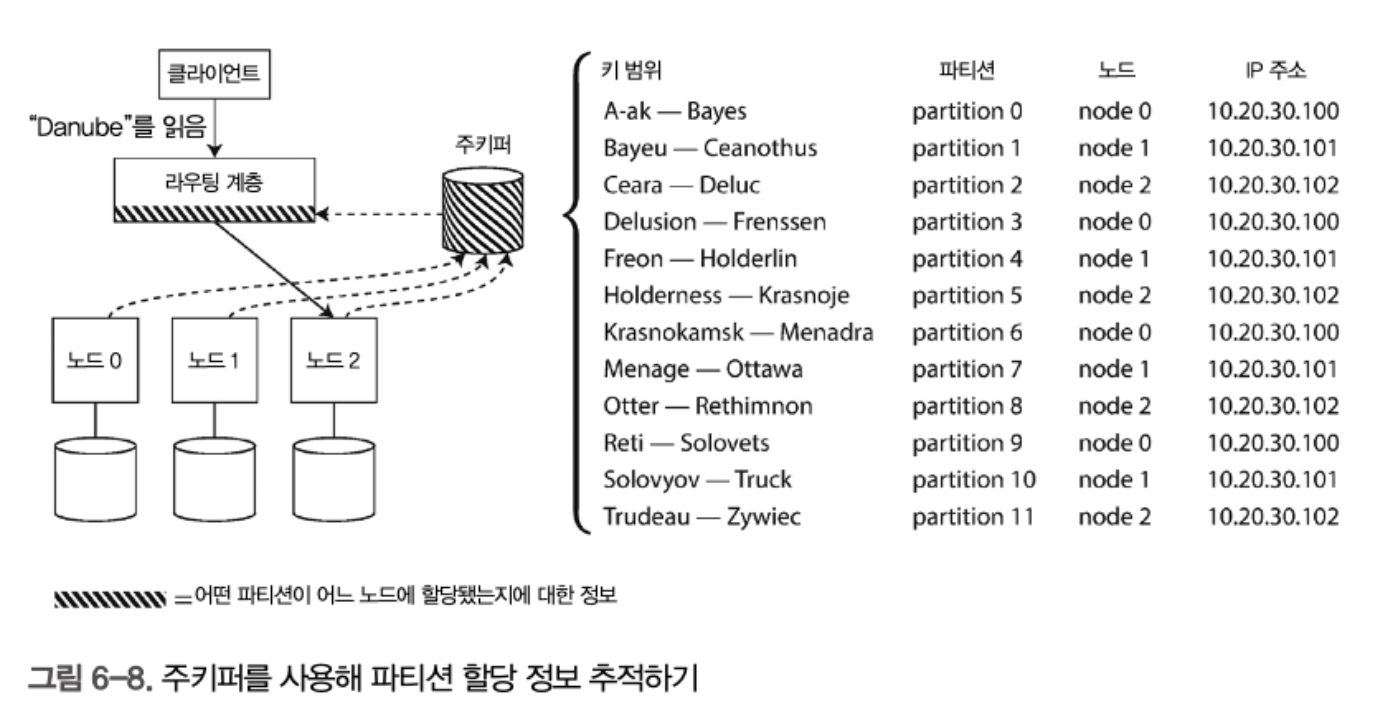 클라이언트
“Danube”를 읽음
라우팅 계층
주키퍼
노드 0
노드 1
노드 2
키 범위 파티션 노드 IP 주소
A-ak — Bayes partition 0 node 0 10.20.30.100
Bayeu — Ceanothus partition 1 node 1 10.20.30.101
Ceara — Deluc partition 2 node 2 10.20.30.102
Delusion — Frenssen partition 3 node 0 10.20.30.100
Freon — Holderlin partition 4 node 1 10.20.30.101
Holderness — Krasnoje partition 5 node 2 10.20.30.102
Krasnokamsk — Menadra partition 6 node 0 10.20.30.100
Menage — Ottawa partition 7 node 1 10.20.30.101
Otter — Rethimnon partition 8 node 2 10.20.30.102
Reti — Solovets partition 9 node 0 10.20.30.100
Solovyov — Truck partition 10 node 1 10.20.30.101
Trudeau — Zywiec partition 11 node 2 10.20.30.102
=어떤 파티션이 어느 노드에 할당됐는지에 대한 정보
그림 6–8. 주키퍼를 사용해 파티션 할당 정보 추적하기